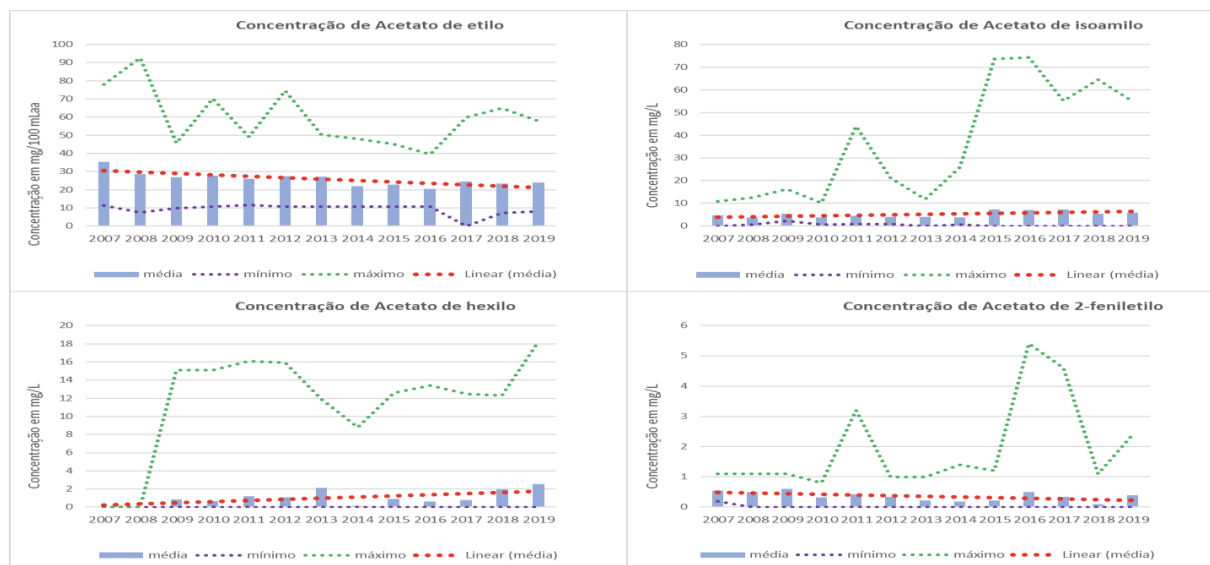 Concentração de Acetato de etilo
Concentração em mg/100 mLaa
100
90
80
70
60
50
40
30
20
10
0
2007 2008 2009 2010 2011 2012 2013 2014 2015 2016 2017 2018 2019
média mínimo máximo Linear (média)
Concentração de Acetato de isoamilo
Concentração em mg/L
80
70
60
50
40
30
20
10
0
2007 2008 2009 2010 2011 2012 2013 2014 2015 2016 2017 2018 2019
média mínimo máximo Linear (média)
Concentração de Acetato de hexilo
Concentração em mg/L
20
18
16
14
12
10
8
6
4
2
0
2007 2008 2009 2010 2011 2012 2013 2014 2015 2016 2017 2018 2019
média mínimo máximo Linear (média)
Concentração de Acetato de 2-feniletilo
Concentração em mg/L
6
5
4
3
2
1
0
2007 2008 2009 2010 2011 2012 2013 2014 2015 2016 2017 2018 2019
média mínimo máximo Linear (média)